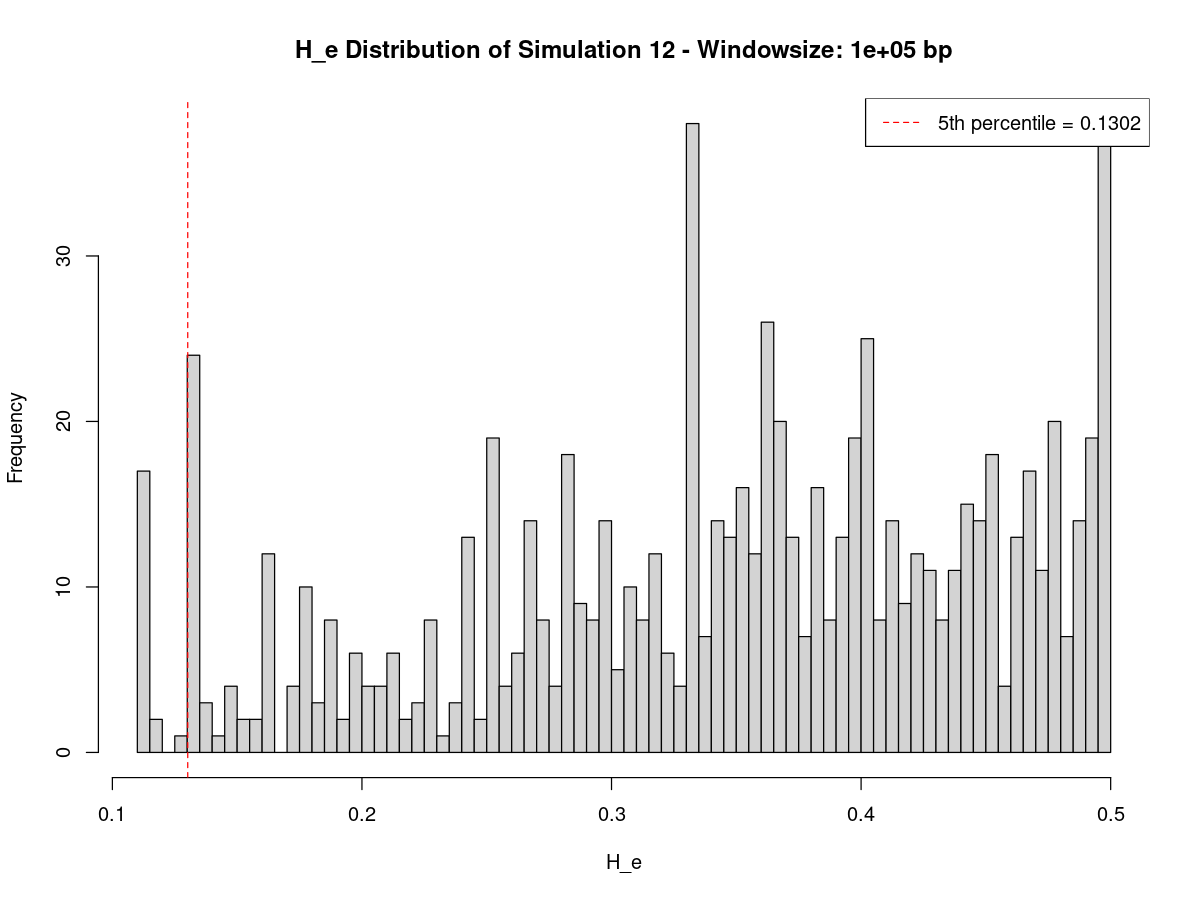 H_e Distribution of Simulation 12 - Windowsize: 1e+05 bp
5th percentile = 0.1302
Frequency
30
20
10
0
0.1 0.2 0.3 0.4 0.5
H_e